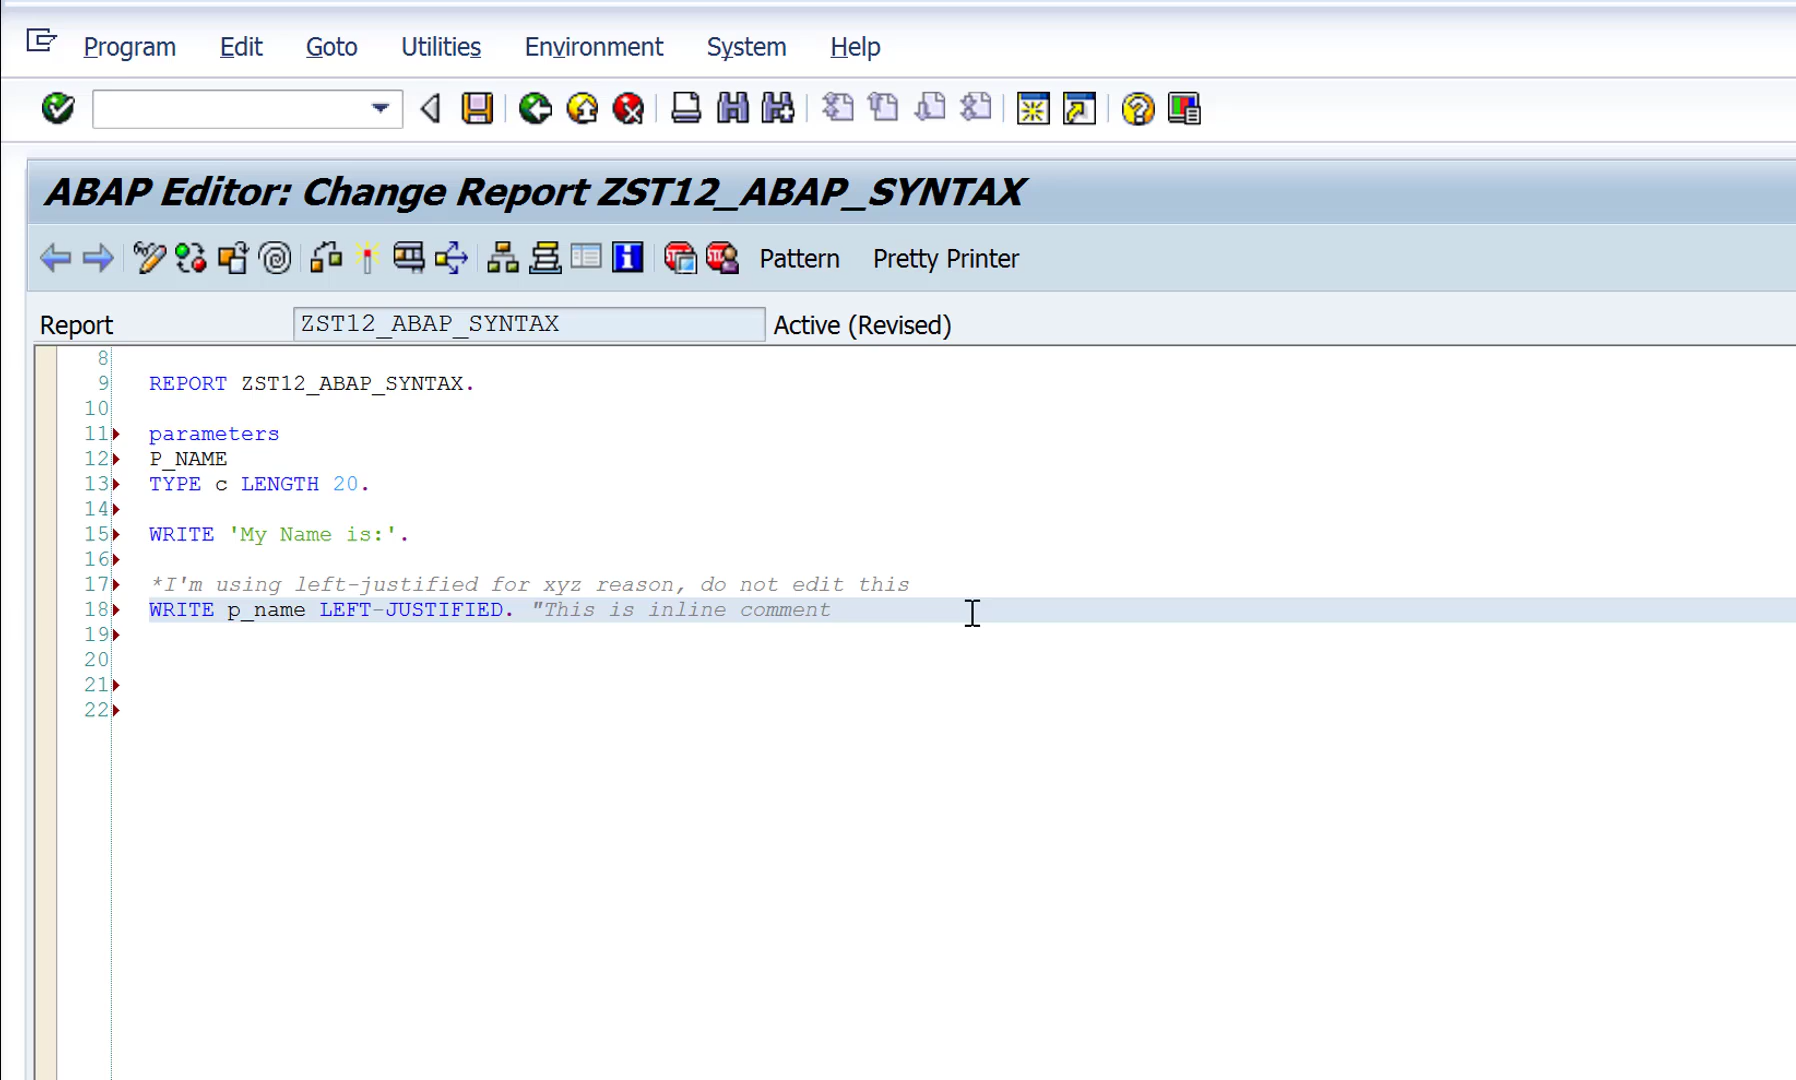 Program Edit Goto Utilities Environment System Help
ABAP Editor: Change Report ZST12_ABAP_SYNTAX
Pattern Pretty Printer
Report ZST12_ABAP_SYNTAX Active (Revised)
8
9 REPORT ZST12_ABAP_SYNTAX.
10
11 parameters
12 P_NAME
13 TYPE c LENGTH 20.
14
15 WRITE 'My Name is:'.
16
17 *I'm using left-justified for xyz reason, do not edit this
18 WRITE p_name LEFT-JUSTIFIED. "This is inline comment
19
20
21
22